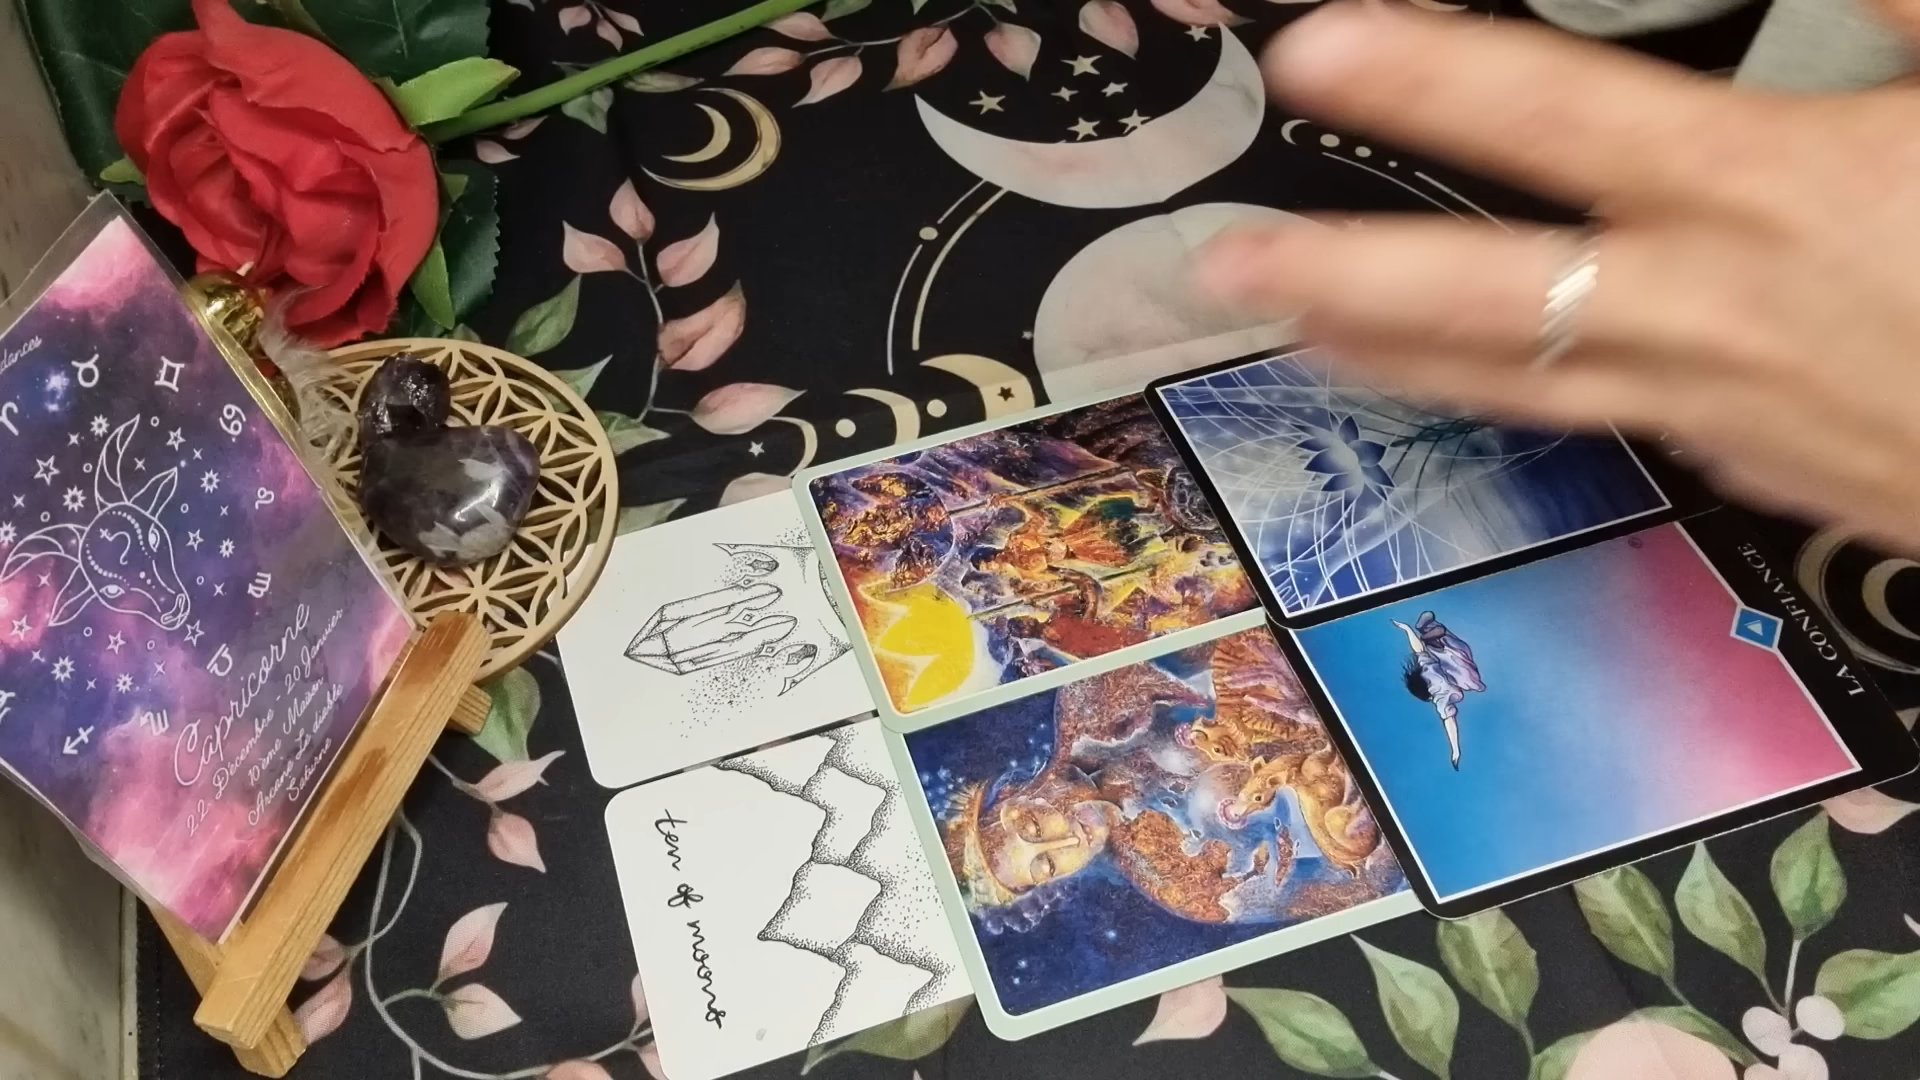 Capricorne
22 Décembre - 20 Janvier
10ème Maison
Arcane Le diable
Saturne
ten of moons
LA CONFIANCE